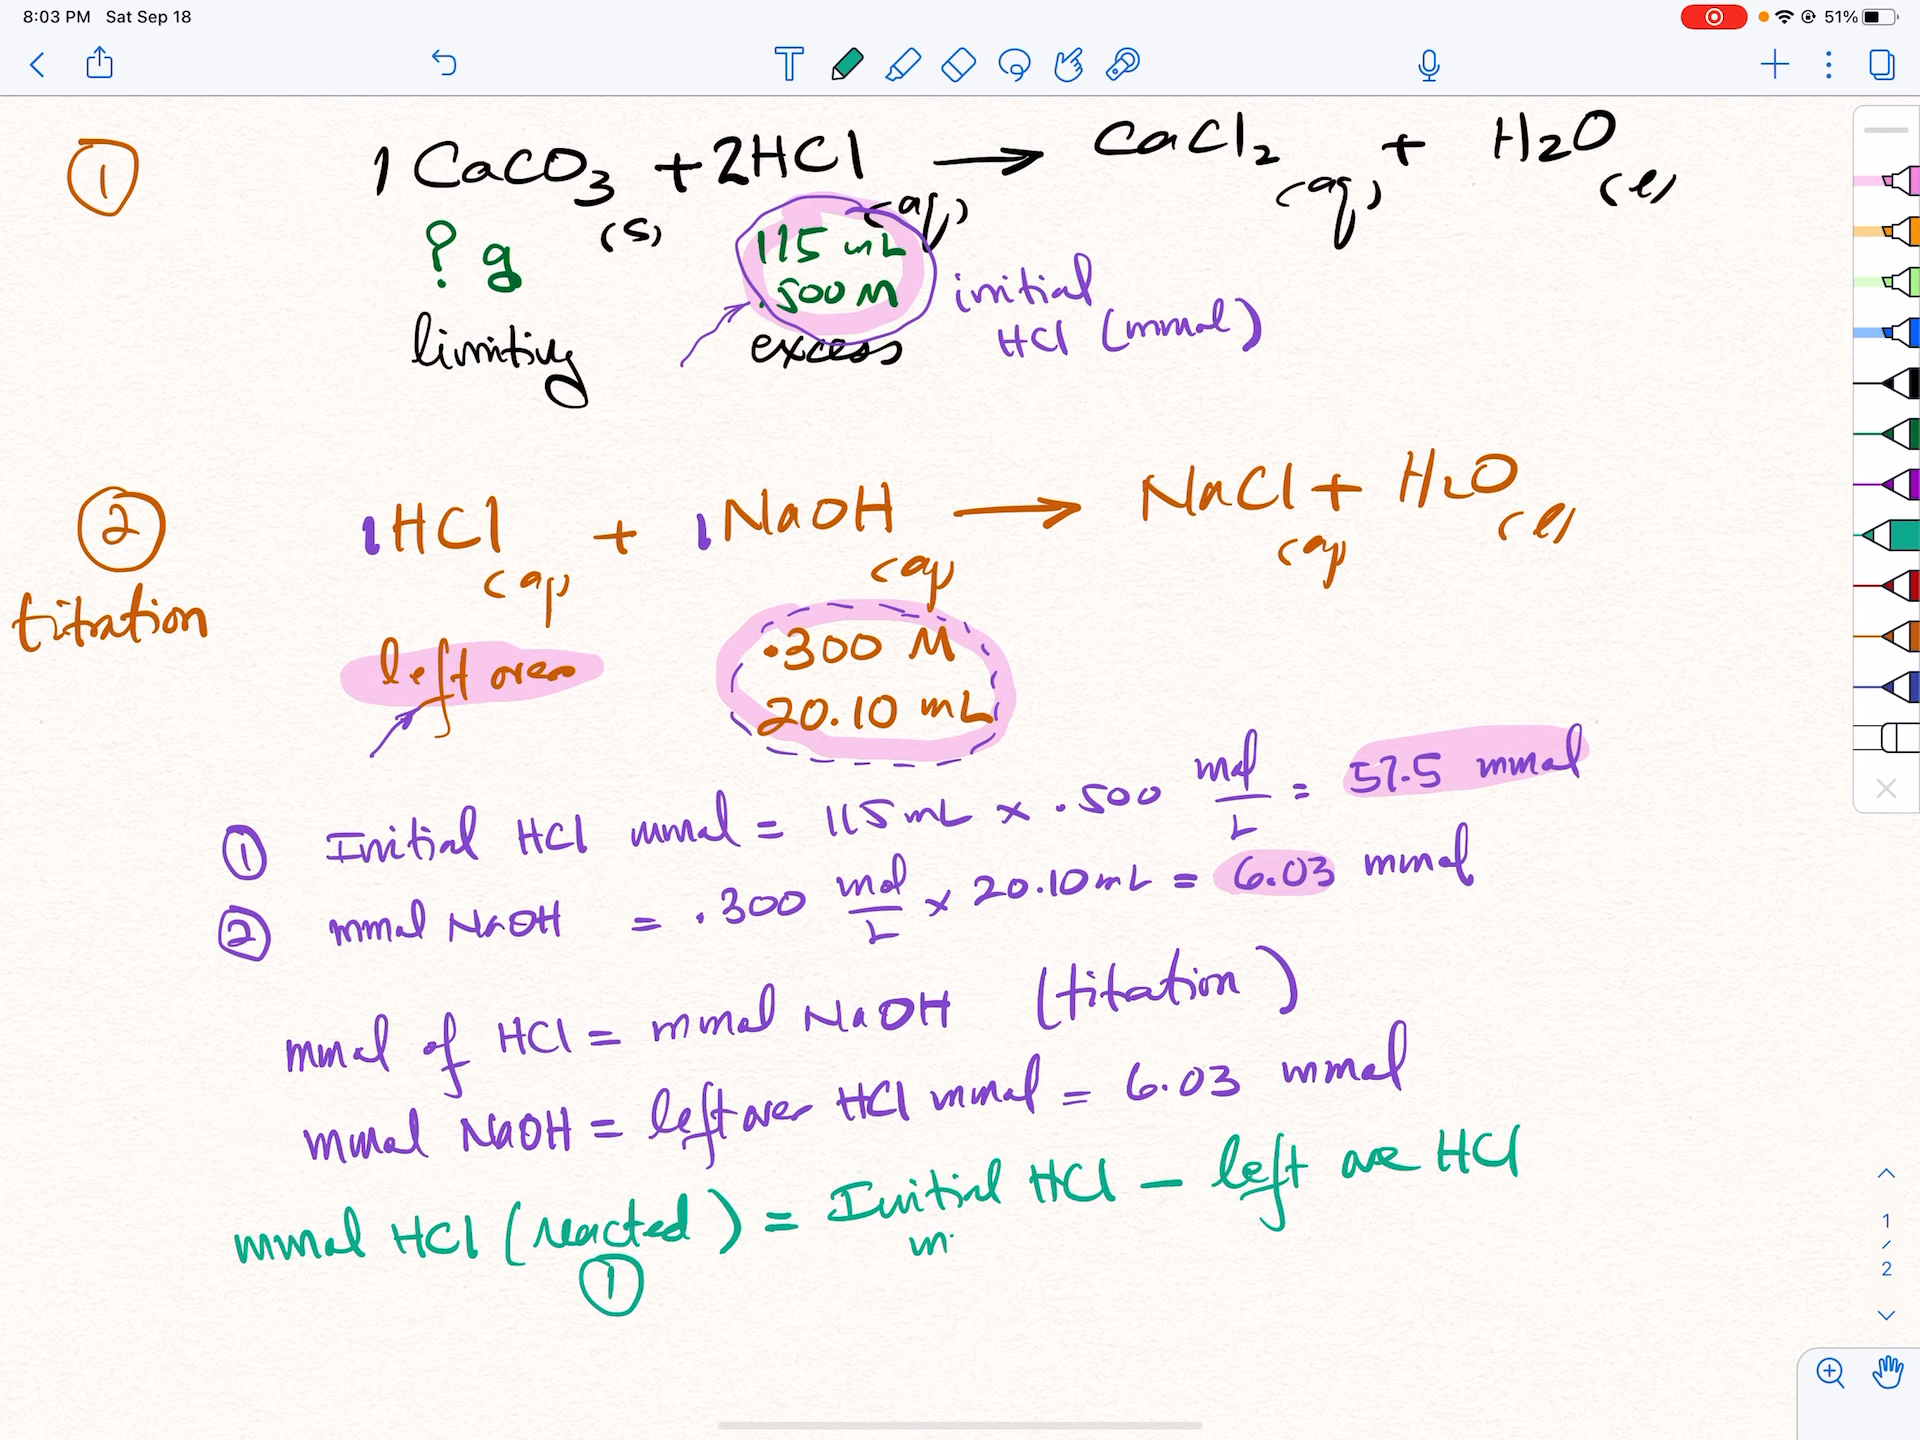 8:03 PM Sat Sep 18 51%
① 1 CaCO3 (s) + 2HCl (aq) → CaCl2 (aq) + H2O (l)
? g 115 mL
.500 M initial
limiting excess HCl (mmol)
② 1 HCl (aq) + 1 NaOH (aq) → NaCl (aq) + H2O (l)
titration
left over .300 M
20.10 mL
① Initial HCl mmol = 115 mL x .500 mol/L = 57.5 mmol
② mmol NaOH = .300 mol/L x 20.10 mL = 6.03 mmol
mmol of HCl = mmol NaOH (titration)
mmol NaOH = left over HCl mmol = 6.03 mmol
mmol HCl (reacted) = Initial HCl – left over HCl
① m
1
/
2